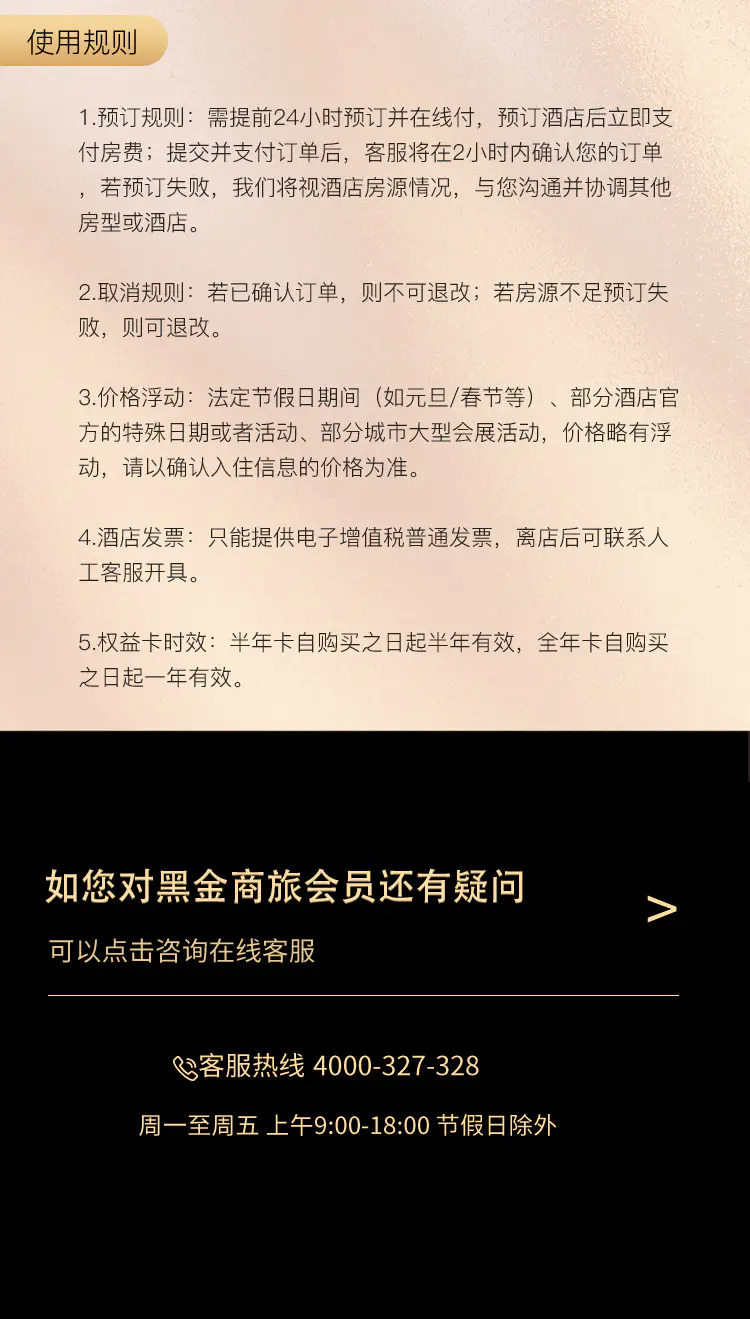 使用规则
1.预订规则：需提前24小时预订并在线付，预订酒店后立即支
付房费；提交并支付订单后，客服将在2小时内确认您的订单
，若预订失败，我们将视酒店房源情况，与您沟通并协调其他
房型或酒店。
2.取消规则：若已确认订单，则不可退改；若房源不足预订失
败，则可退改。
3.价格浮动：法定节假日期间（如元旦/春节等）、部分酒店官
方的特殊日期或者活动、部分城市大型会展活动，价格略有浮
动，请以确认入住信息的价格为准。
4.酒店发票：只能提供电子增值税普通发票，离店后可联系人
工客服开具。
5.权益卡时效：半年卡自购买之日起半年有效，全年卡自购买
之日起一年有效。
如您对黑金商旅会员还有疑问
>
可以点击咨询在线客服
客服热线 4000-327-328
周一至周五 上午9:00-18:00 节假日除外